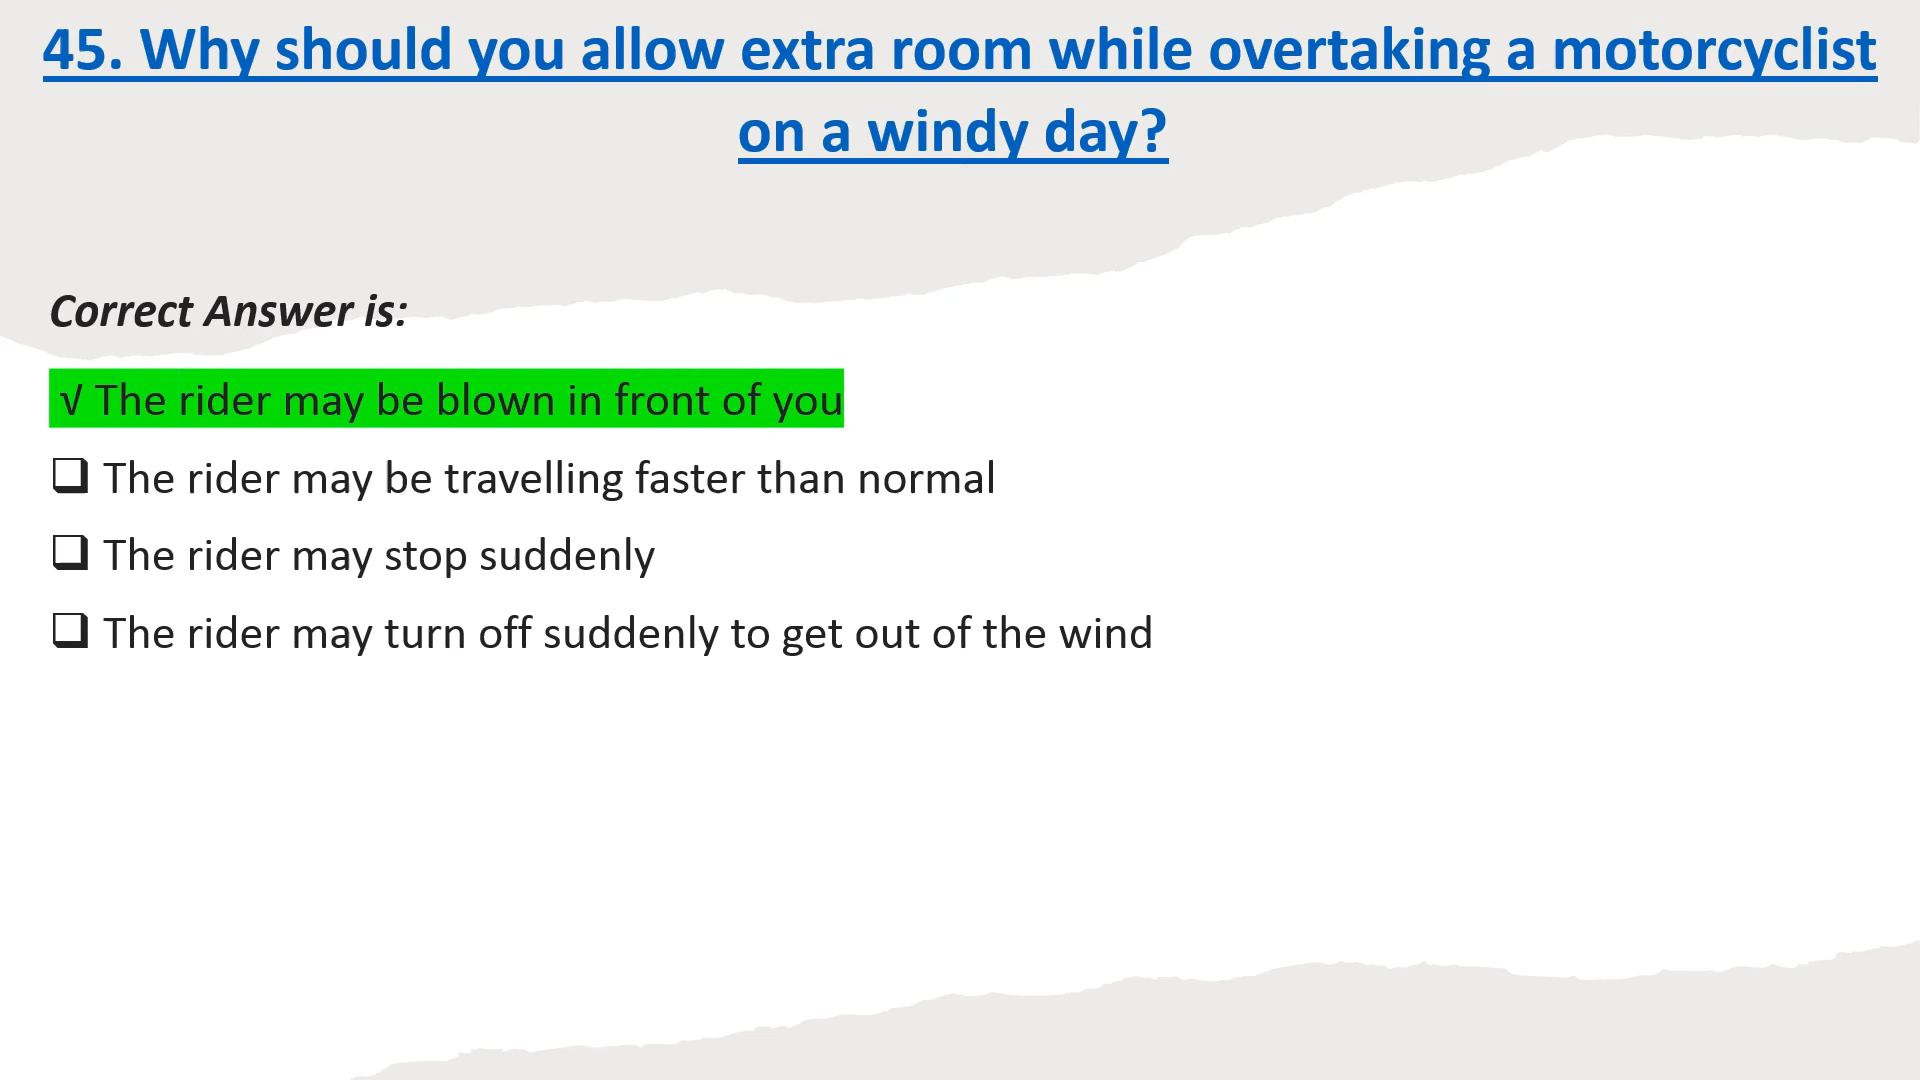 45. Why should you allow extra room while overtaking a motorcyclist
on a windy day?
Correct Answer is:
√ The rider may be blown in front of you
❑ The rider may be travelling faster than normal
❑ The rider may stop suddenly
❑ The rider may turn off suddenly to get out of the wind